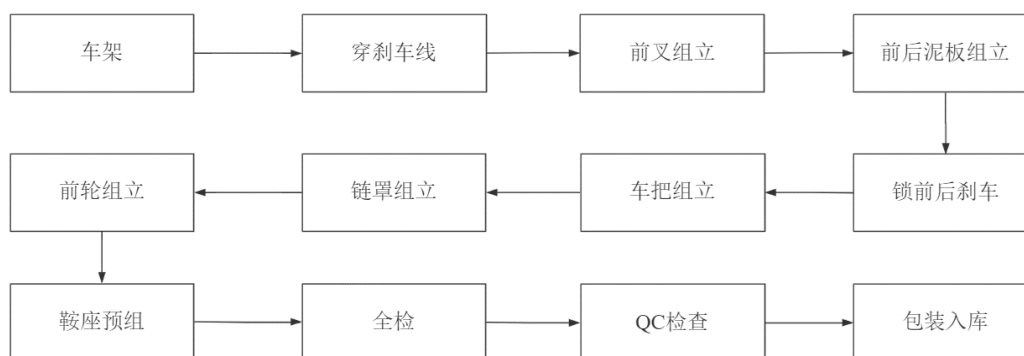 车架
穿刹车线
前叉组立
前后泥板组立
锁前后刹车
车把组立
链罩组立
前轮组立
鞍座预组
全检
QC检查
包装入库